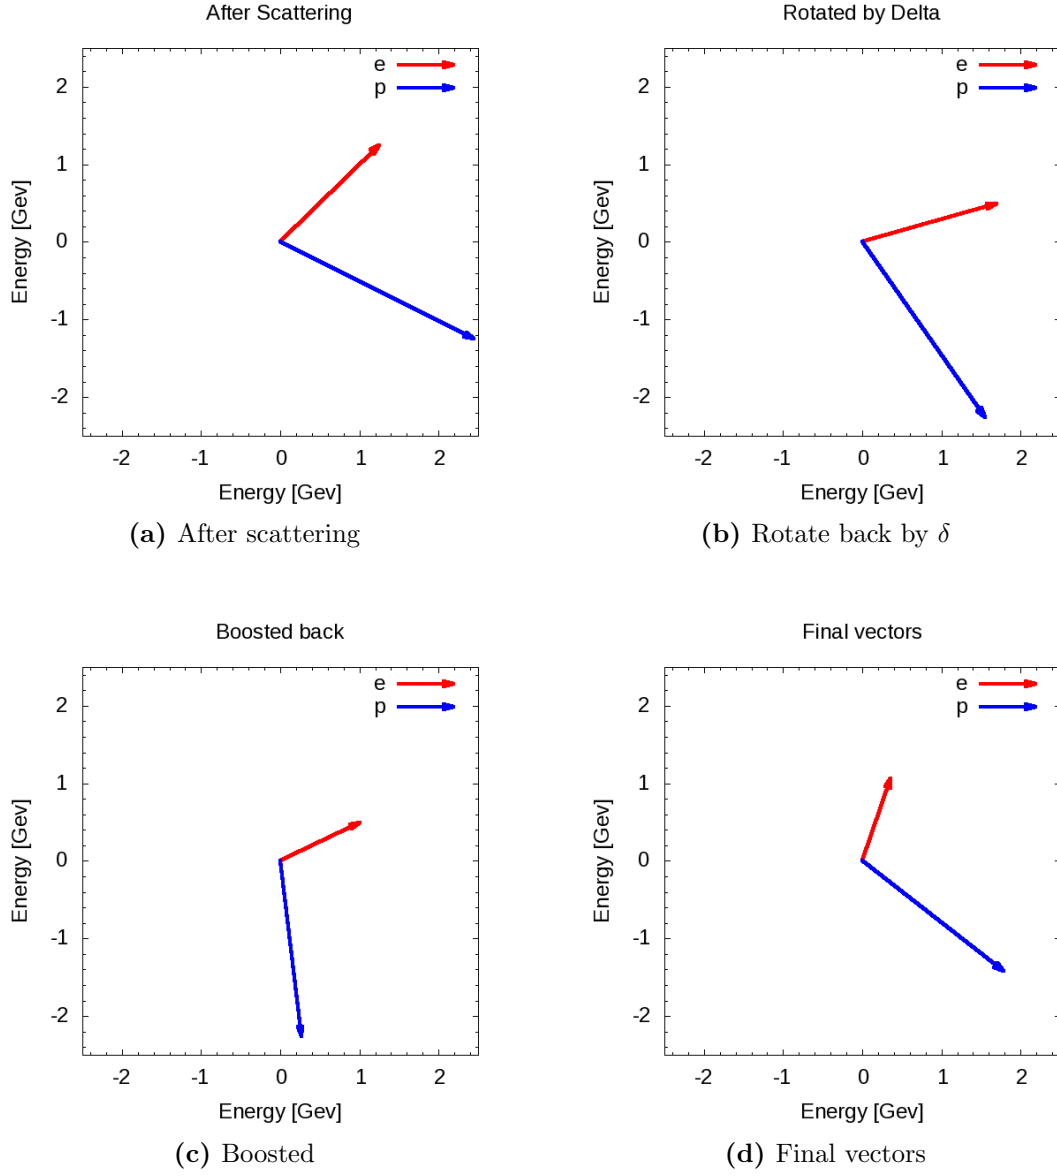 After Scattering
e
p
2
1
0
-1
-2
-2 -1 0 1 2
Energy [Gev]
Energy [Gev]
(a) After scattering
Rotated by Delta
e
p
2
1
0
-1
-2
-2 -1 0 1 2
Energy [Gev]
Energy [Gev]
(b) Rotate back by δ
Boosted back
e
p
2
1
0
-1
-2
-2 -1 0 1 2
Energy [Gev]
Energy [Gev]
(c) Boosted
Final vectors
e
p
2
1
0
-1
-2
-2 -1 0 1 2
Energy [Gev]
Energy [Gev]
(d) Final vectors